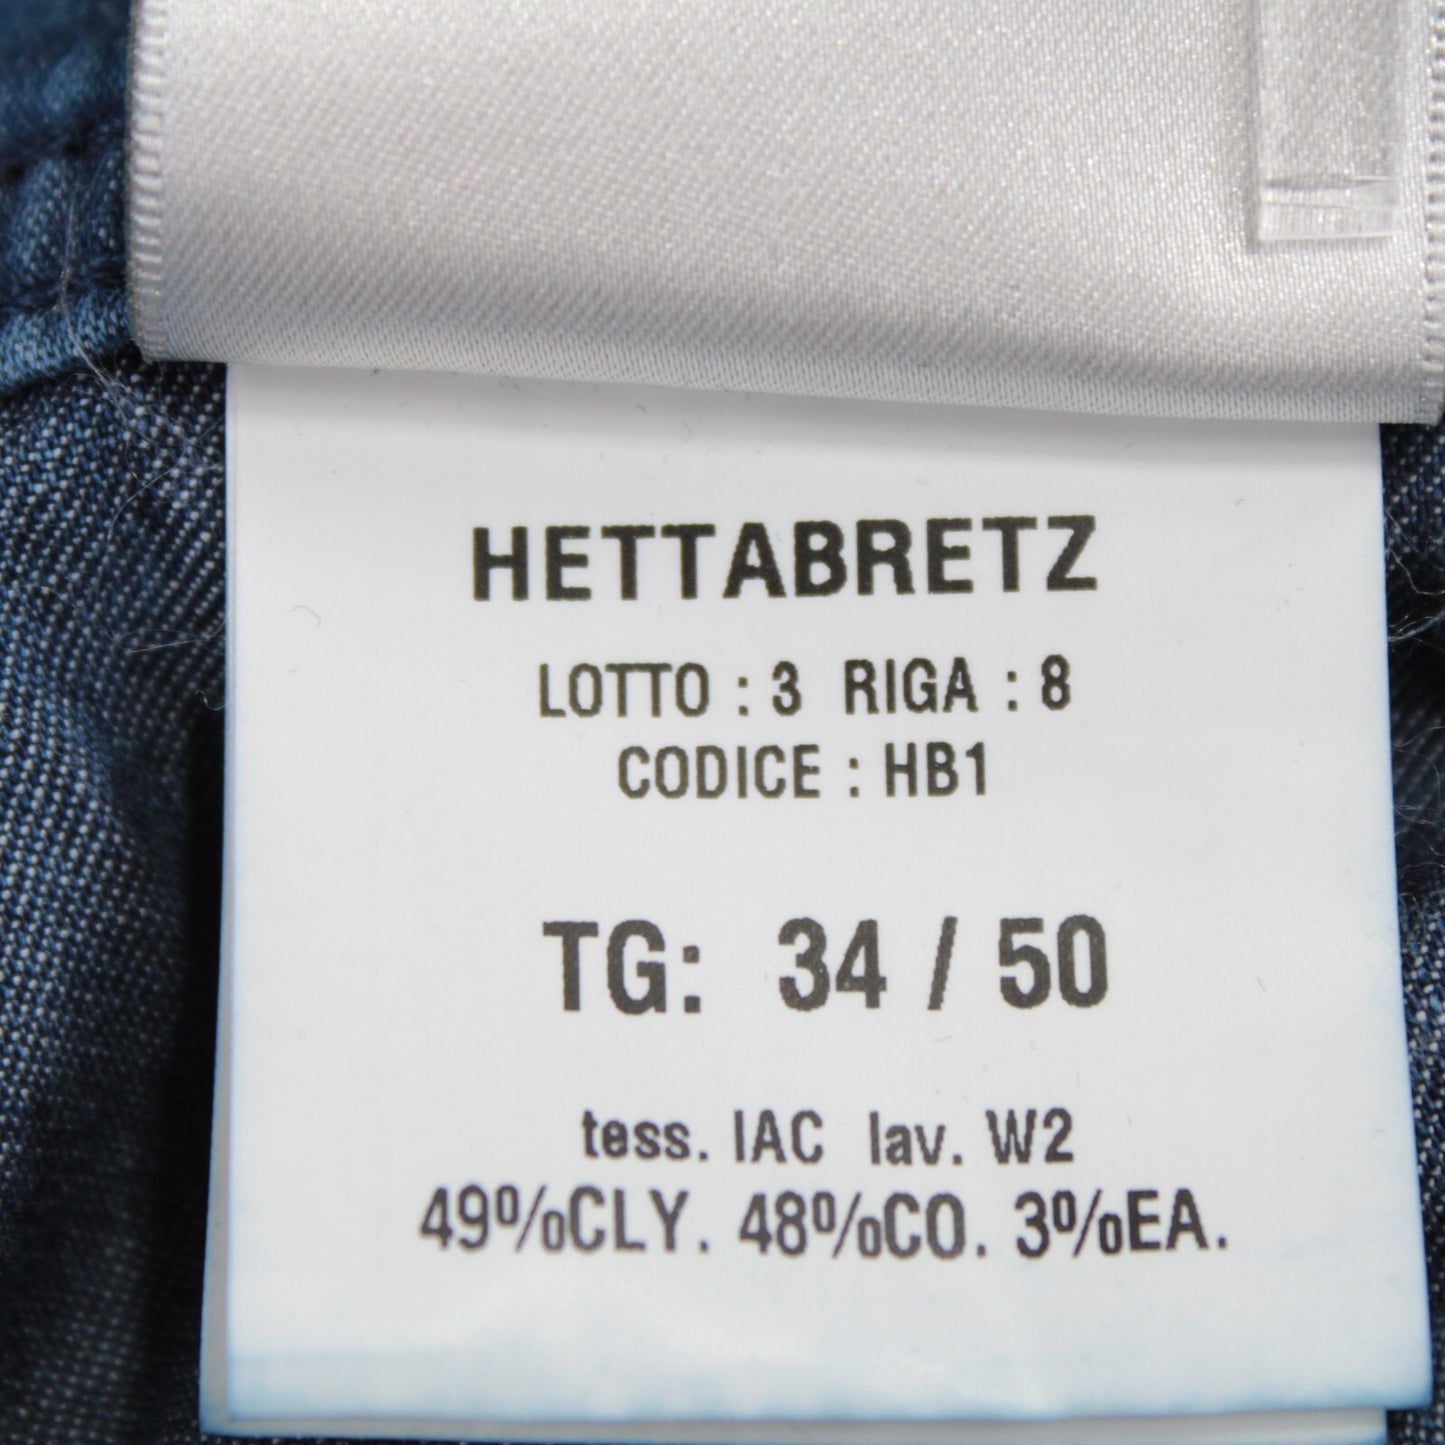 HETTABRETZ
LOTTO : 3 RIGA : 8
CODICE : HB1
TG: 34 / 50
tess. IAC lav. W2
49%CLY. 48%CO. 3%EA.